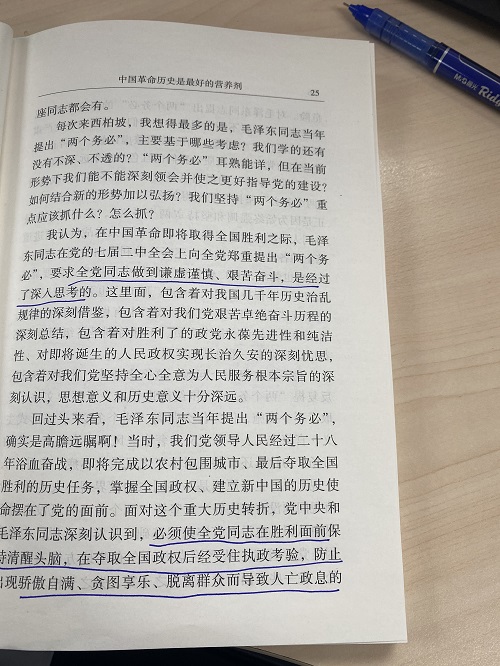 中国革命历史是最好的营养剂
25
座同志都会有。
每次来西柏坡，我想得最多的是，毛泽东同志当年
提出“两个务必”，主要基于哪些考虑？我们学的还有
没有不深、不透的？“两个务必”耳熟能详，但在当前
形势下我们能不能深刻领会并使之更好指导党的建设？
如何结合新的形势加以弘扬？我们坚持“两个务必”重
点应该抓什么？怎么抓？
我认为，在中国革命即将取得全国胜利之际，毛泽
东同志在党的七届二中全会上向全党郑重提出“两个务
必”，要求全党同志做到谦虚谨慎、艰苦奋斗，是经过
了深入思考的。这里面，包含着对我国几千年历史治乱
规律的深刻借鉴，包含着对我们党艰苦卓绝奋斗历程的
深刻总结，包含着对胜利了的政党永葆先进性和纯洁
性、对即将诞生的人民政权实现长治久安的深刻忧思，
包含着对我们党坚持全心全意为人民服务根本宗旨的深
刻认识，思想意义和历史意义十分深远。
回过头来看，毛泽东同志当年提出“两个务必”，
确实是高瞻远瞩啊！当时，我们党领导人民经过二十八
年浴血奋战，即将完成以农村包围城市、最后夺取全国
胜利的历史任务，掌握全国政权、建立新中国的历史使
命摆在了党的面前。面对这个重大历史转折，党中央和
毛泽东同志深刻认识到，必须使全党同志在胜利面前保
持清醒头脑，在夺取全国政权后经受住执政考验，防止
出现骄傲自满、贪图享乐、脱离群众而导致人亡政息的
M&G